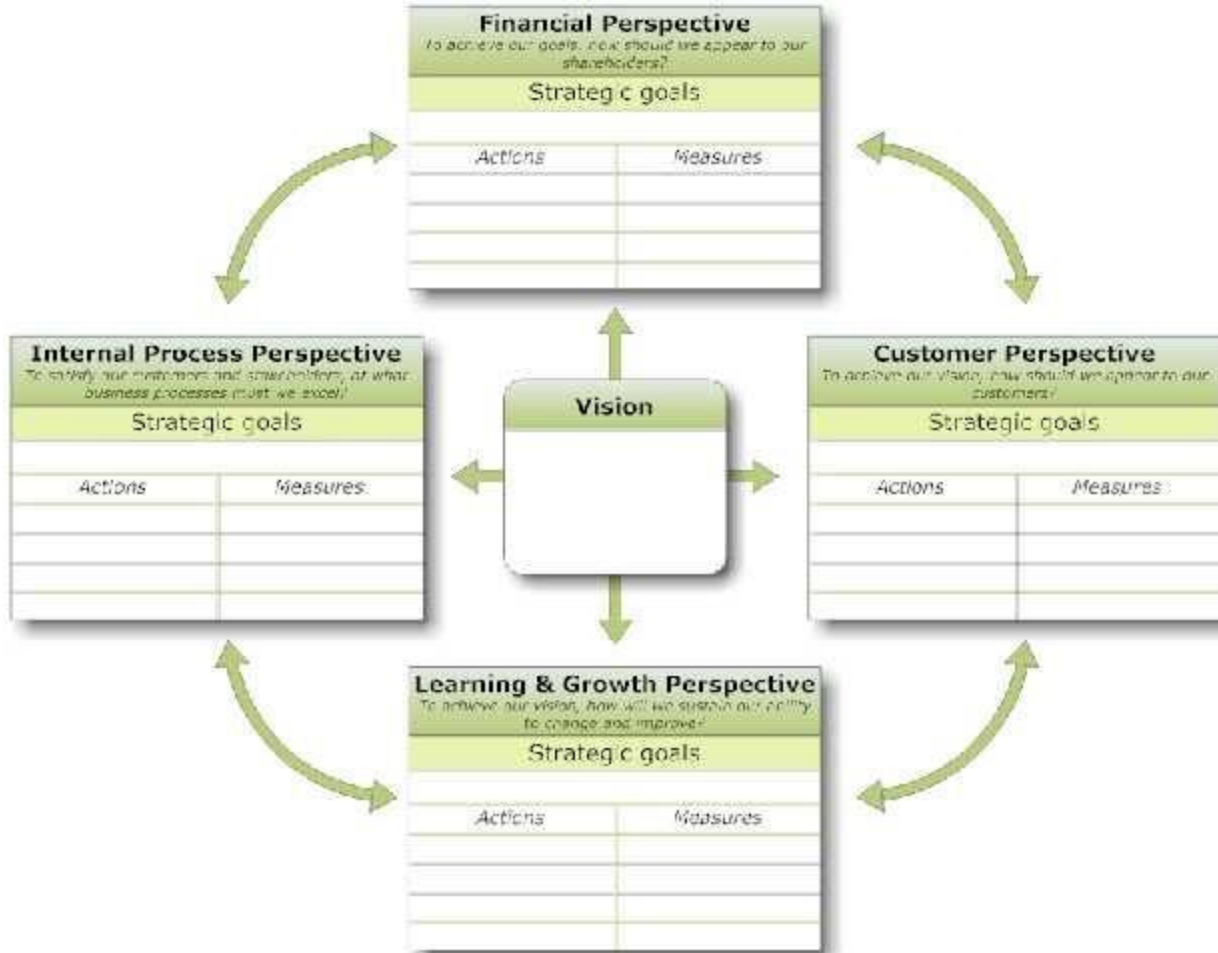 Financial Perspective
To achieve our goals, how should we appear to our
shareholders?
Strategic goals
Actions Measures
Internal Process Perspective
To satisfy our customers and stakeholders, at what
business processes must we excel?
Strategic goals
Actions Measures
Vision
Customer Perspective
To achieve our vision, how should we appear to our
customers?
Strategic goals
Actions Measures
Learning & Growth Perspective
To achieve our vision, how will we sustain our ability
to change and improve?
Strategic goals
Actions Measures